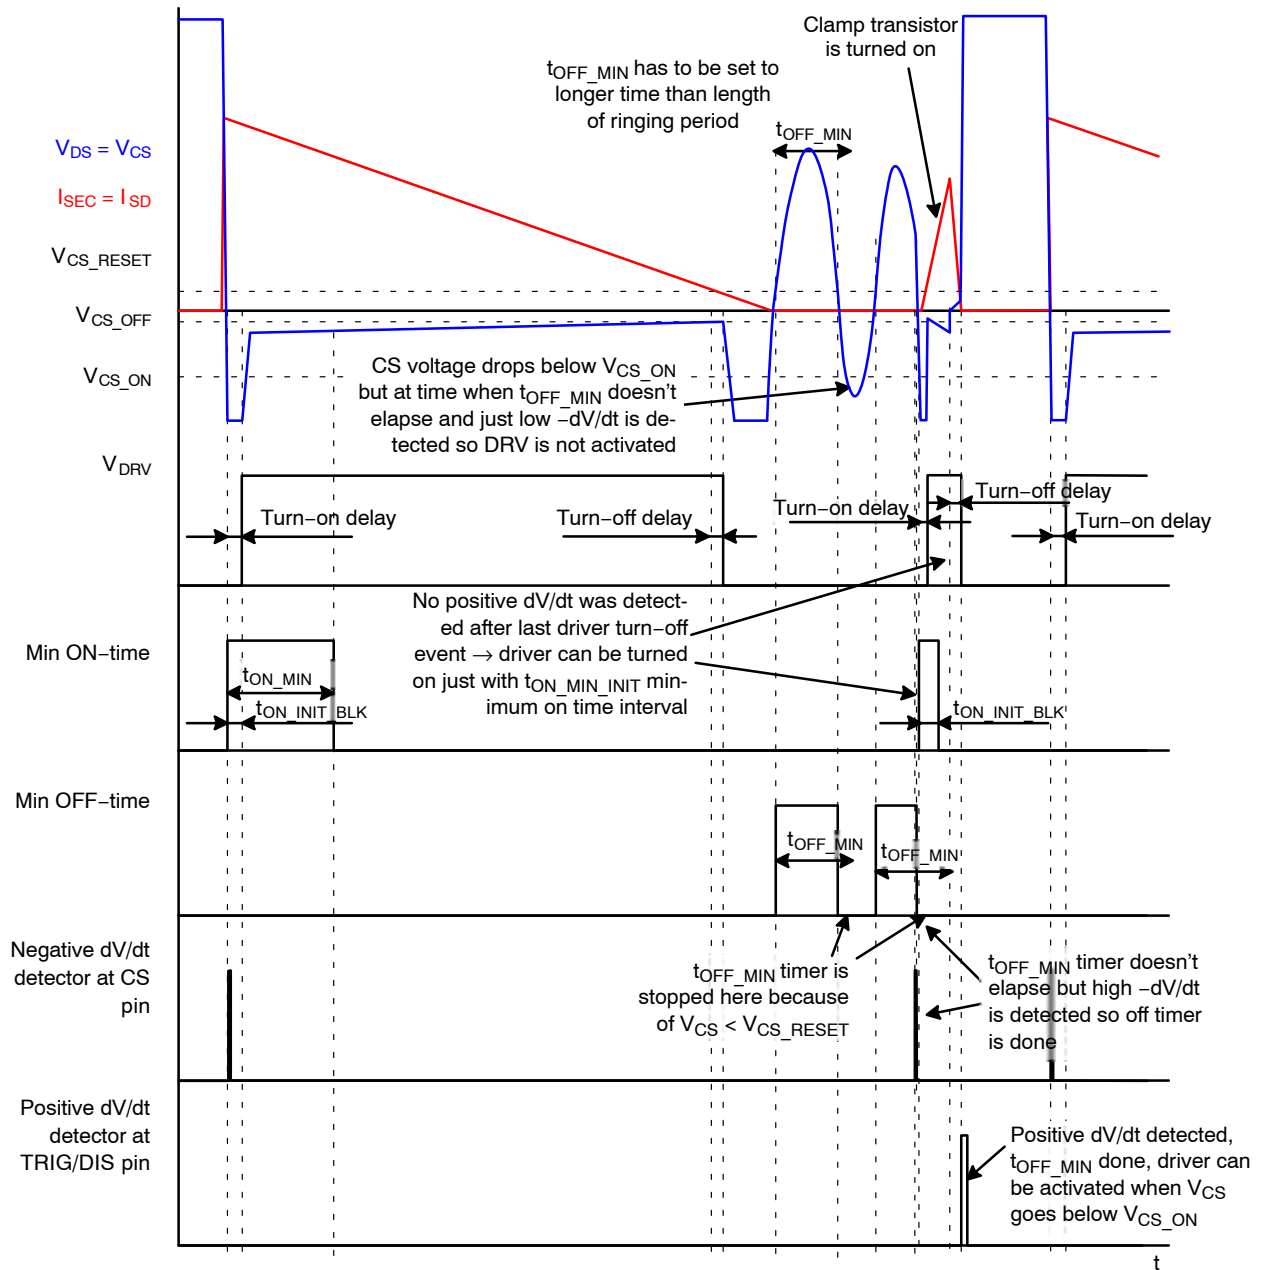 Clamp transistor
is turned on
tOFF_MIN has to be set to
longer time than length
of ringing period
tOFF_MIN
VDS = VCS
ISEC = ISD
VCS_RESET
VCS_OFF
VCS_ON
CS voltage drops below VCS_ON
but at time when tOFF_MIN doesn't
elapse and just low −dV/dt is de-
tected so DRV is not activated
VDRV
Turn−on delay
Turn−off delay
Turn−on delay
Turn−off delay
Turn−on delay
No positive dV/dt was detect-
ed after last driver turn−off
event → driver can be turned
on just with tON_MIN_INIT min-
imum on time interval
Min ON−time
tON_MIN
tON_INIT_BLK
tON_INIT_BLK
Min OFF−time
tOFF_MIN
tOFF_MIN
Negative dV/dt
detector at CS
pin
tOFF_MIN timer is
stopped here because
of VCS < VCS_RESET
tOFF_MIN timer doesn't
elapse but high −dV/dt
is detected so off timer
is done
Positive dV/dt
detector at
TRIG/DIS pin
Positive dV/dt detected,
tOFF_MIN done, driver can
be activated when VCS
goes below VCS_ON
t